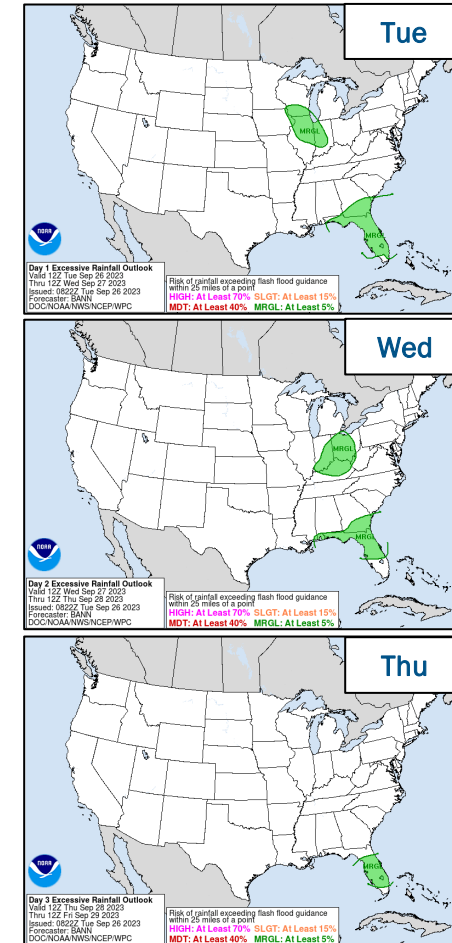 Tue
MRGL
MRGL
NOAA
Day 1 Excessive Rainfall Outlook
Valid 12Z Tue Sep 26 2023
Thru 12Z Wed Sep 27 2023
Issued: 0822Z Tue Sep 26 2023
Forecaster: BANN
DOC/NOAA/NWS/NCEP/WPC
Risk of rainfall exceeding flash flood guidance
within 25 miles of a point
HIGH: At Least 70% SLGT: At Least 15%
MDT: At Least 40% MRGL: At Least 5%
Wed
MRGL
MRGL
NOAA
Day 2 Excessive Rainfall Outlook
Valid 12Z Wed Sep 27 2023
Thru 12Z Thu Sep 28 2023
Issued: 0822Z Tue Sep 26 2023
Forecaster: BANN
DOC/NOAA/NWS/NCEP/WPC
Risk of rainfall exceeding flash flood guidance
within 25 miles of a point
HIGH: At Least 70% SLGT: At Least 15%
MDT: At Least 40% MRGL: At Least 5%
Thu
MRGL
NOAA
Day 3 Excessive Rainfall Outlook
Valid 12Z Thu Sep 28 2023
Thru 12Z Fri Sep 29 2023
Issued: 0822Z Tue Sep 26 2023
Forecaster: BANN
DOC/NOAA/NWS/NCEP/WPC
Risk of rainfall exceeding flash flood guidance
within 25 miles of a point
HIGH: At Least 70% SLGT: At Least 15%
MDT: At Least 40% MRGL: At Least 5%